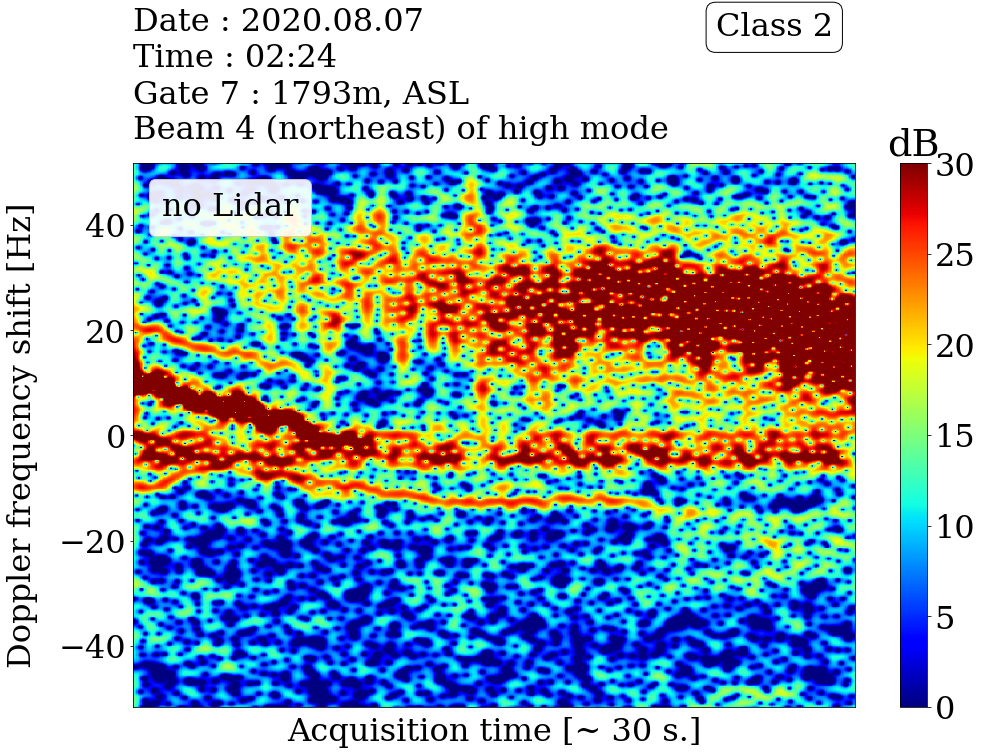 Date : 2020.08.07
Time : 02:24
Gate 7 : 1793m, ASL
Beam 4 (northeast) of high mode
Class 2
no Lidar
dB
30
25
20
15
10
5
0
Doppler frequency shift [Hz]
40
20
0
−20
−40
Acquisition time [~ 30 s.]